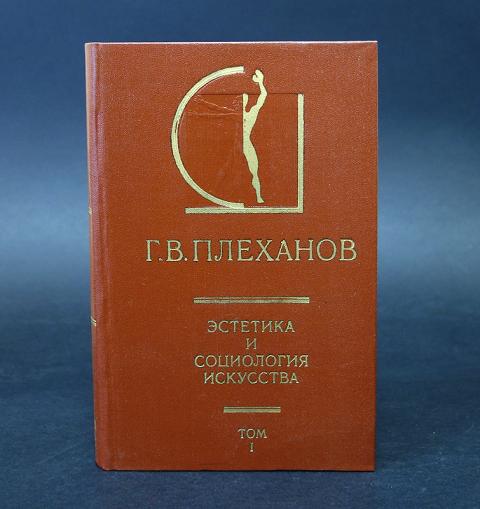 Г.В.ПЛЕХАНОВ
ЭСТЕТИКА
И
СОЦИОЛОГИЯ
ИСКУССТВА
ТОМ
I